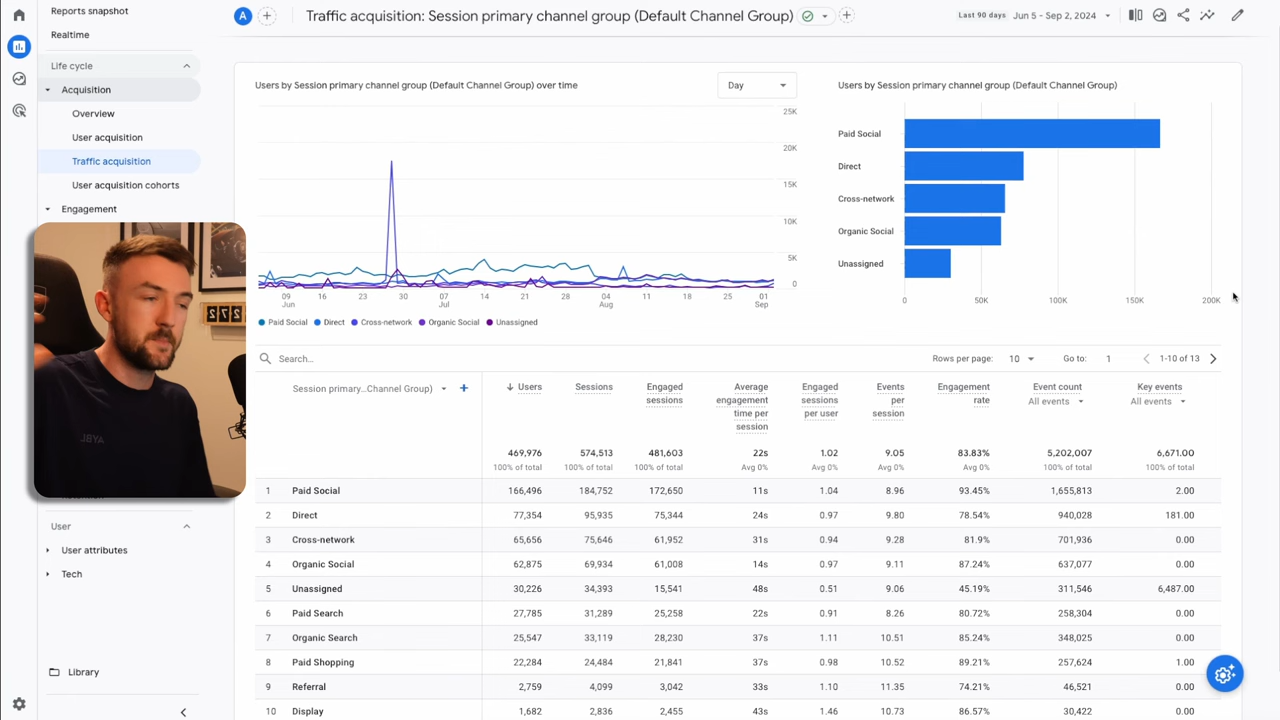 Reports snapshot
Realtime
Life cycle
Acquisition
Overview
User acquisition
Traffic acquisition
User acquisition cohorts
Engagement
User
User attributes
Tech
Library
A
Traffic acquisition: Session primary channel group (Default Channel Group)
Last 90 days Jun 5 - Sep 2, 2024
Users by Session primary channel group (Default Channel Group) over time
Day
25K
20K
15K
10K
5K
0
09 16 23 30 07 14 21 28 04 11 18 25 01
Jun Jul Aug Sep
Paid Social Direct Cross-network Organic Social Unassigned
Users by Session primary channel group (Default Channel Group)
Paid Social
Direct
Cross-network
Organic Social
Unassigned
0 50K 100K 150K 200K
Search...
Rows per page: 10 Go to: 1 1-10 of 13
Session primary...Channel Group) Users Sessions Engaged sessions Average engagement time per session Engaged sessions per user Events per session Engagement rate Event count All events Key events All events
469,976 574,513 481,603 22s 1.02 9.05 83.83% 5,202,007 6,671.00
100% of total 100% of total 100% of total Avg 0% Avg 0% Avg 0% Avg 0% 100% of total 100% of total
1 Paid Social 166,496 184,752 172,650 11s 1.04 8.96 93.45% 1,655,813 2.00
2 Direct 77,354 95,935 75,344 24s 0.97 9.80 78.54% 940,028 181.00
3 Cross-network 65,656 75,646 61,952 31s 0.94 9.28 81.9% 701,936 0.00
4 Organic Social 62,875 69,934 61,008 14s 0.97 9.11 87.24% 637,077 0.00
5 Unassigned 30,226 34,393 15,541 48s 0.51 9.06 45.19% 311,546 6,487.00
6 Paid Search 27,785 31,289 25,258 22s 0.91 8.26 80.72% 258,304 0.00
7 Organic Search 25,547 33,119 28,230 37s 1.11 10.51 85.24% 348,025 0.00
8 Paid Shopping 22,284 24,484 21,841 37s 0.98 10.52 89.21% 257,624 1.00
9 Referral 2,759 4,099 3,042 33s 1.10 11.35 74.21% 46,521 0.00
10 Display 1,682 2,836 2,455 43s 1.46 10.73 86.57% 30,422 0.00